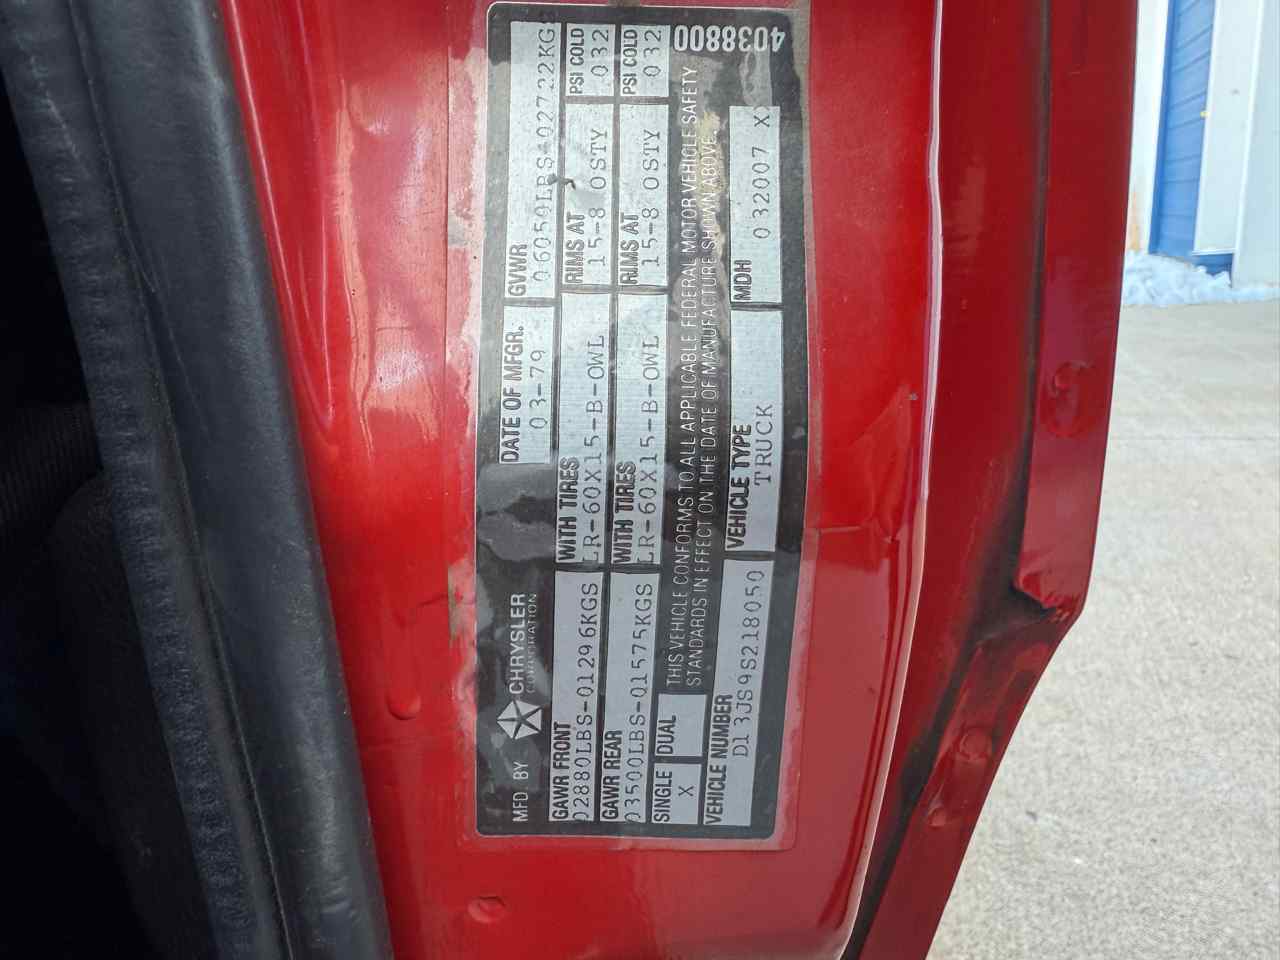 MFD BY CHRYSLER CORPORATION
DATE OF MFGR. 03-79
GVWR 06050LBS-02722KG
GAWR FRONT 02880LBS-01296KGS
WITH TIRES LR-60X15-B-OWL
RIMS AT 15-8 OSTY
PSI COLD 032
GAWR REAR 03500LBS-01575KGS
WITH TIRES LR-60X15-B-OWL
RIMS AT 15-8 OSTY
PSI COLD 032
SINGLE X DUAL
THIS VEHICLE CONFORMS TO ALL APPLICABLE FEDERAL MOTOR VEHICLE SAFETY
STANDARDS IN EFFECT ON THE DATE OF MANUFACTURE SHOWN ABOVE.
VEHICLE NUMBER D13JS9S218050
VEHICLE TYPE TRUCK
MDH 032007 X
4038800